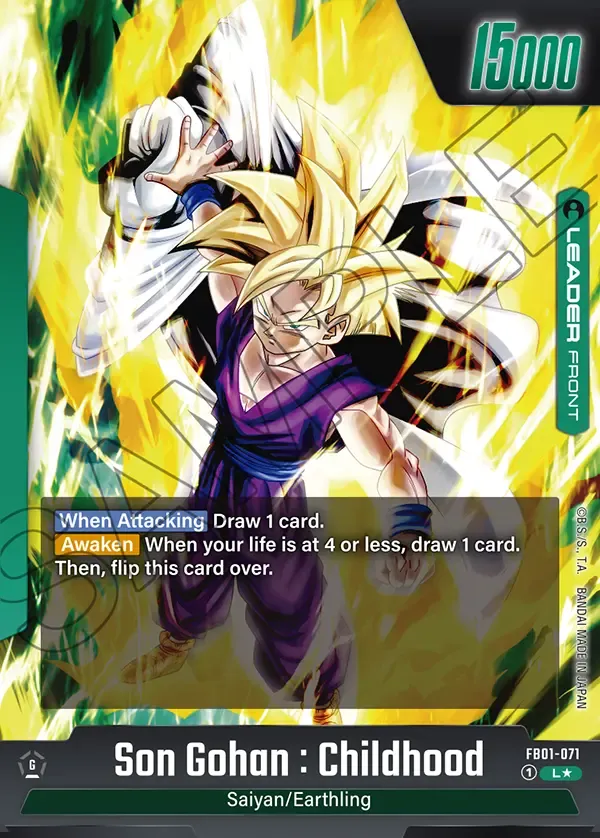 15000
LEADER FRONT
SAMPLE
When Attacking Draw 1 card.
Awaken When your life is at 4 or less, draw 1 card.
Then, flip this card over.
©B.S./S., T.A. BANDAI MADE IN JAPAN
Son Gohan : Childhood
FB01-071
G
1 L★
Saiyan/Earthling